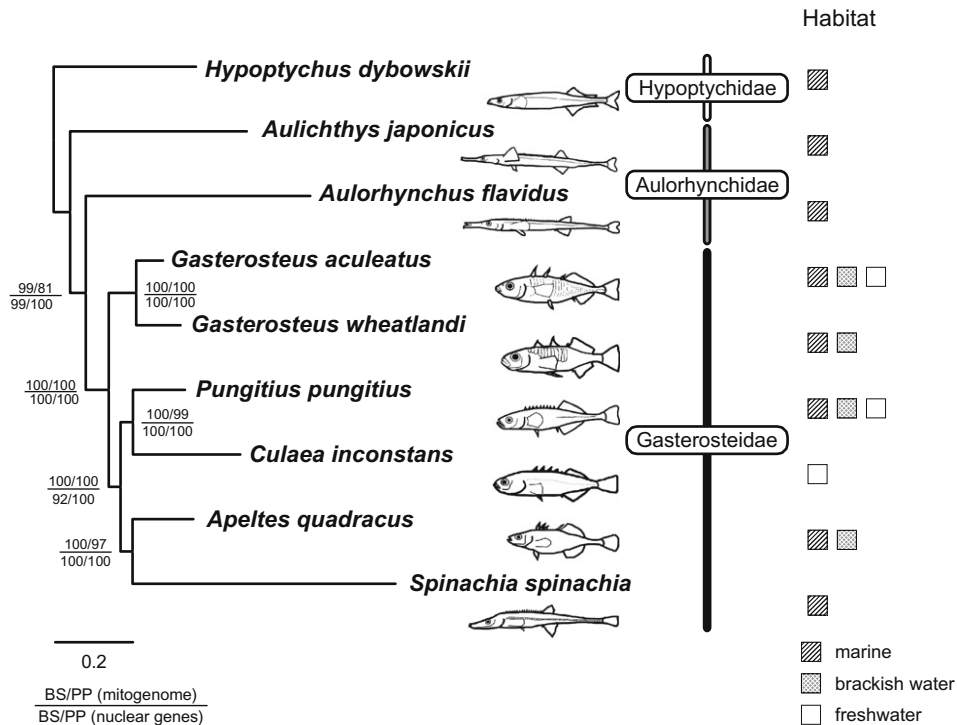 Habitat
Hypoptychus dybowskii
Hypoptychidae
Aulichthys japonicus
Aulorhynchidae
Aulorhynchus flavidus
Gasterosteus aculeatus
99/81
99/100
100/100
100/100
Gasterosteus wheatlandi
100/100
100/100
Pungitius pungitius
100/99
100/100
Gasterosteidae
Culaea inconstans
100/100
92/100
Apeltes quadracus
100/97
100/100
Spinachia spinachia
0.2
BS/PP (mitogenome)
BS/PP (nuclear genes)
marine
brackish water
freshwater